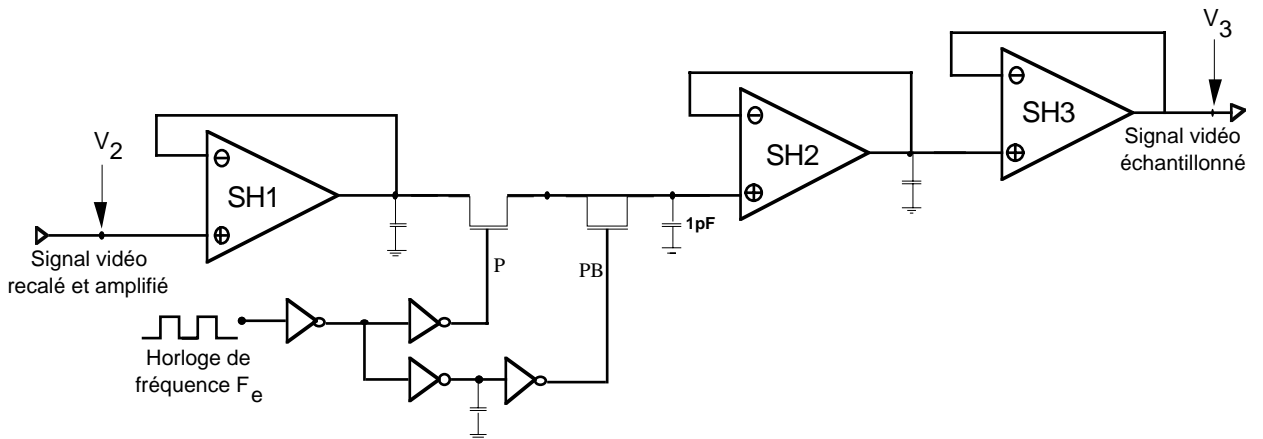 V2
SH1
Signal vidéo
recalé et amplifié
Horloge de
fréquence Fe
P
PB
1pF
SH2
SH3
V3
Signal vidéo
échantillonné